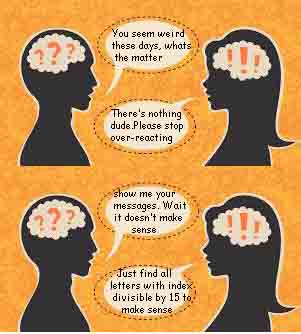 You seem weird
these days, whats
the matter
There's nothing
dude.Please stop
over-reacting
show me your
messages. Wait
it doesn't make
sense
Just find all
letters with index
divisible by 15 to
make sense